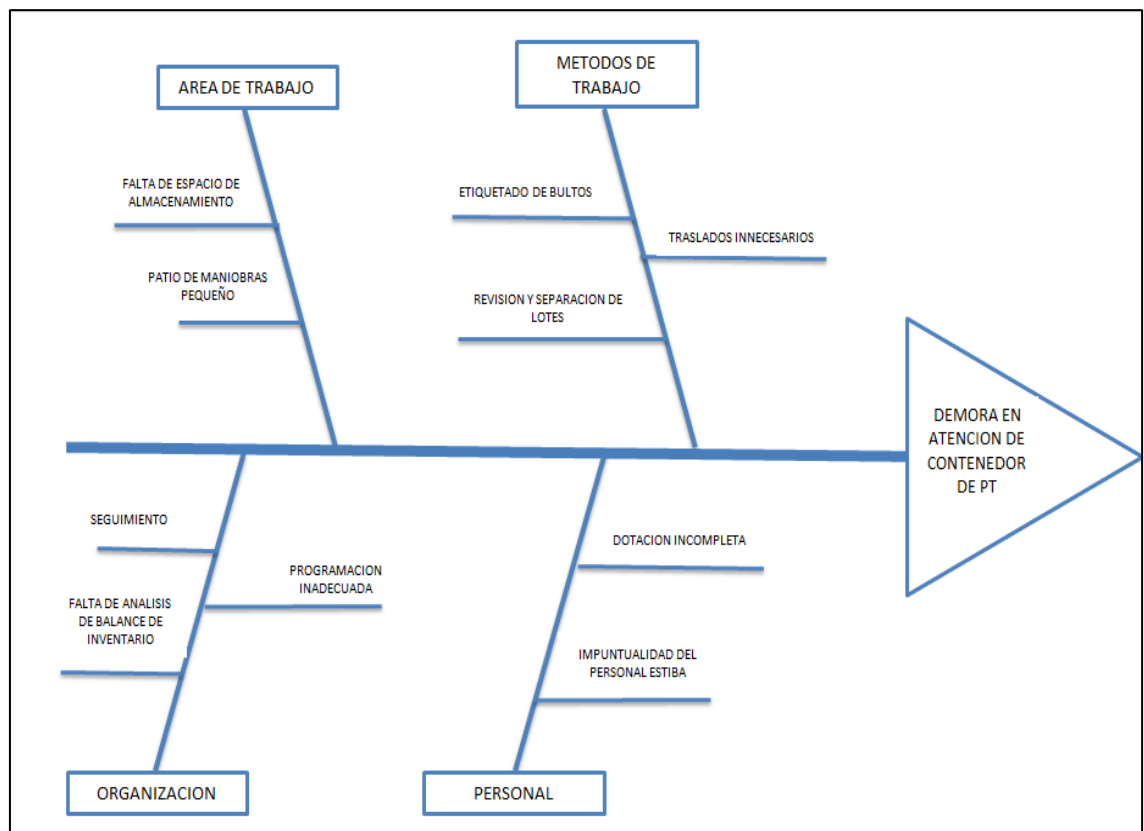 AREA DE TRABAJO
METODOS DE
TRABAJO
FALTA DE ESPACIO DE
ALMACENAMIENTO
ETIQUETADO DE BULTOS
TRASLADOS INNECESARIOS
PATIO DE MANIOBRAS
PEQUEÑO
REVISION Y SEPARACION DE
LOTES
DEMORA EN
ATENCION DE
CONTENEDOR
DE PT
SEGUIMIENTO
PROGRAMACION
INADECUADA
FALTA DE ANALISIS
DE BALANCE DE
INVENTARIO
DOTACION INCOMPLETA
IMPUNTUALIDAD DEL
PERSONAL ESTIBA
ORGANIZACION
PERSONAL